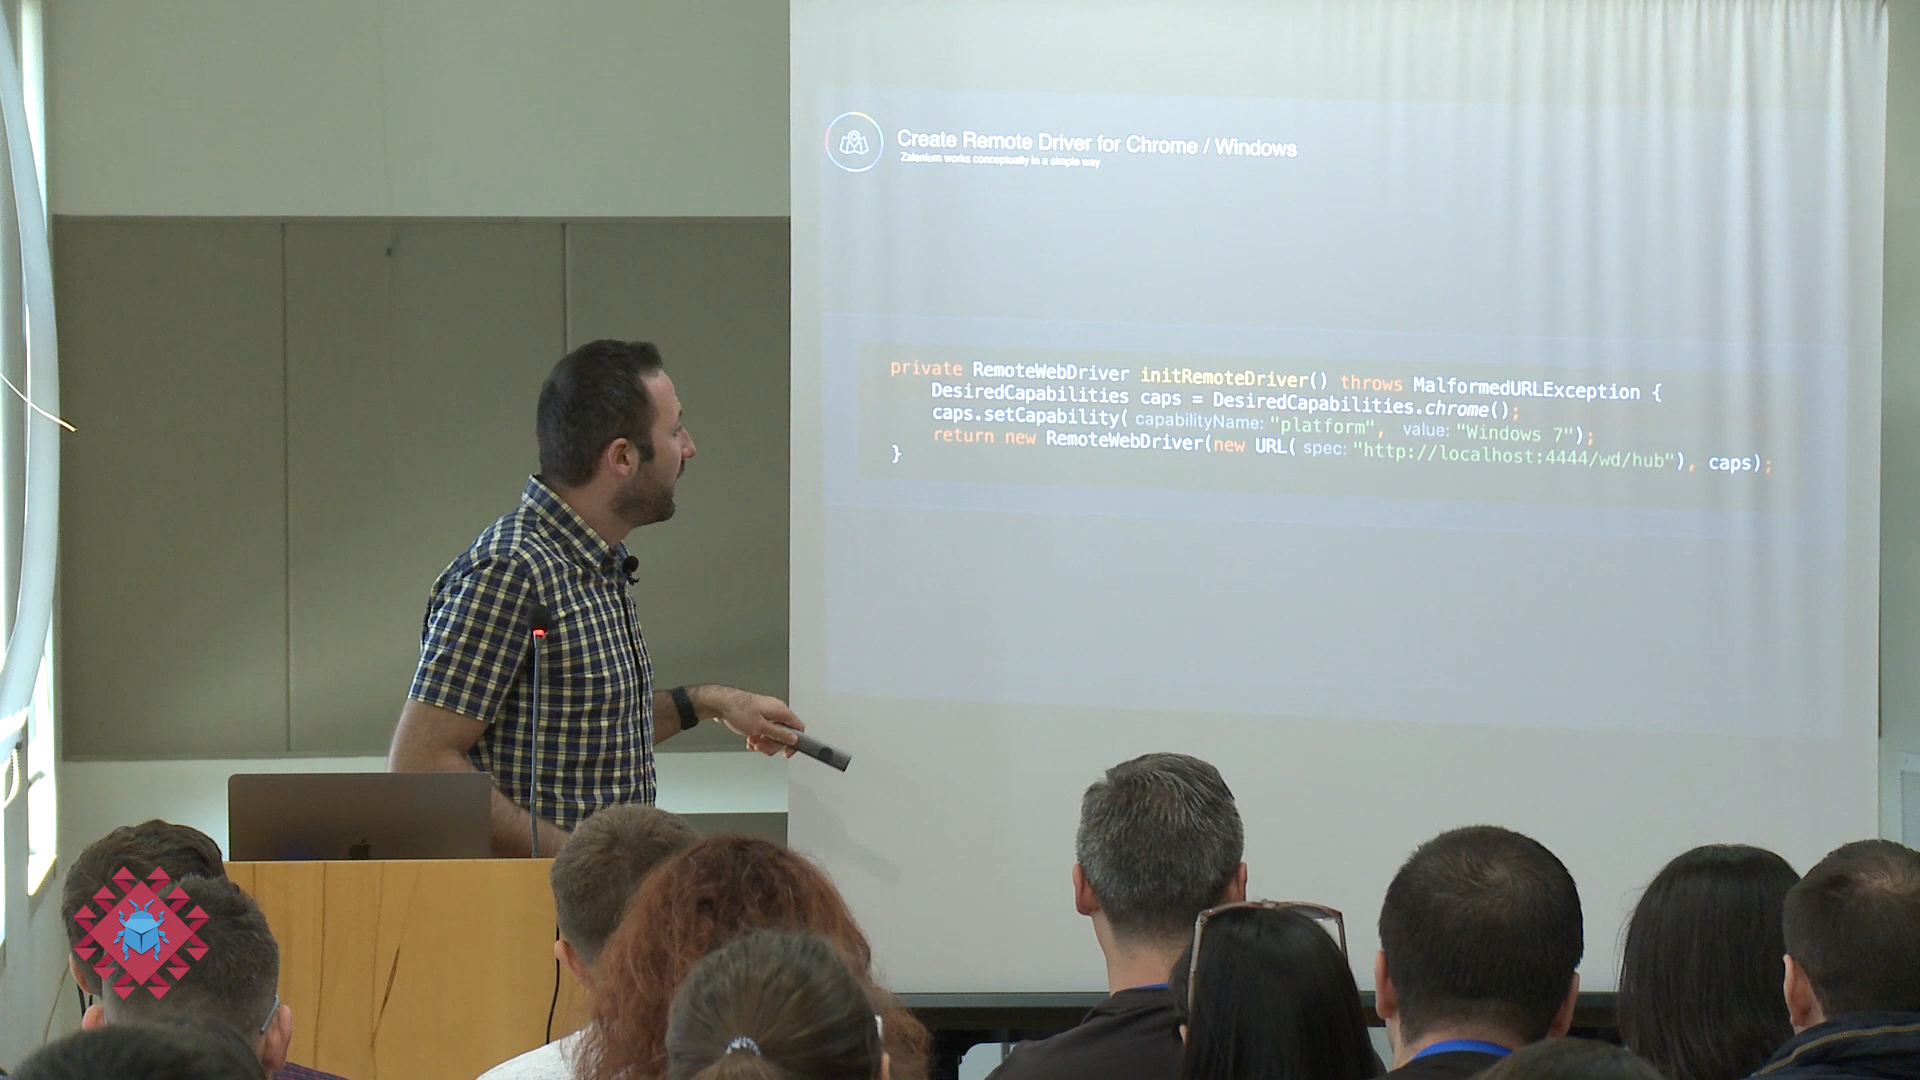 Create Remote Driver for Chrome / Windows
Zalenium works conceptually in a simple way
private RemoteWebDriver initRemoteDriver() throws MalformedURLException {
DesiredCapabilities caps = DesiredCapabilities.chrome();
caps.setCapability( capabilityName: "platform", value: "Windows 7");
return new RemoteWebDriver(new URL( spec: "http://localhost:4444/wd/hub"), caps);
}